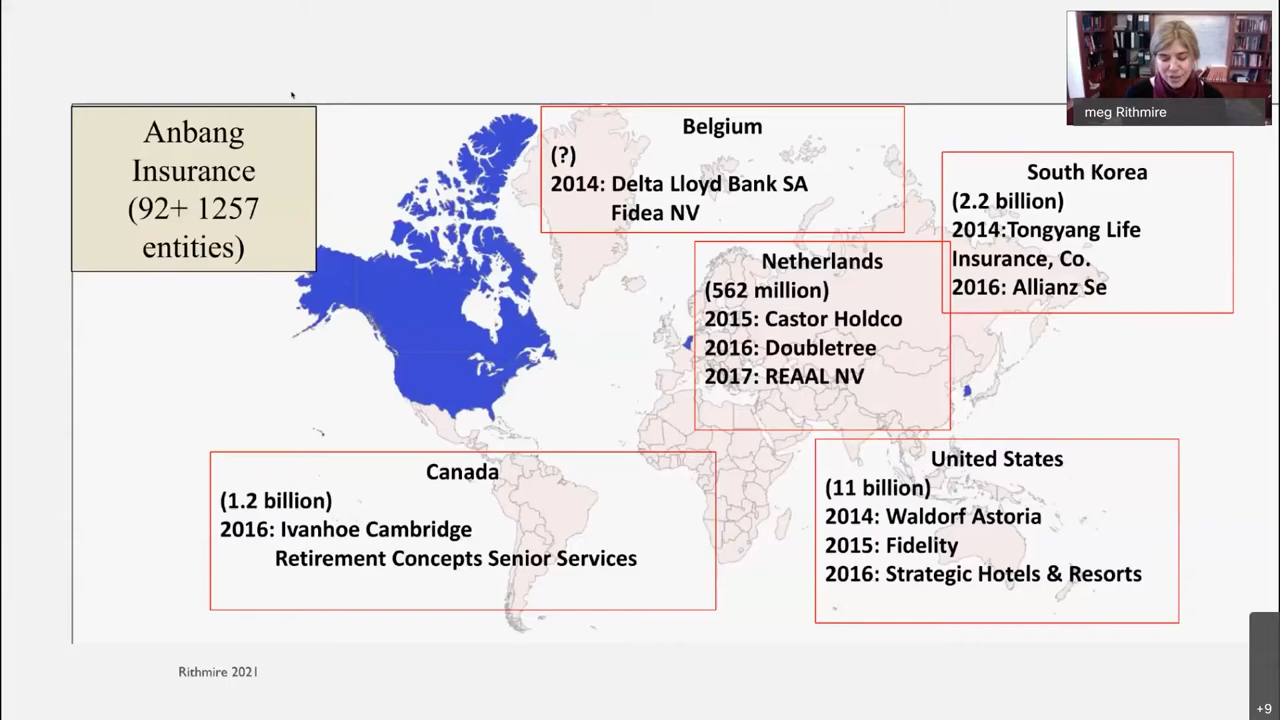 meg Rithmire
Anbang
Insurance
(92+ 1257
entities)
Belgium
(?)
2014: Delta Lloyd Bank SA
Fidea NV
South Korea
(2.2 billion)
2014:Tongyang Life
Insurance, Co.
2016: Allianz Se
Netherlands
(562 million)
2015: Castor Holdco
2016: Doubletree
2017: REAAL NV
Canada
(1.2 billion)
2016: Ivanhoe Cambridge
Retirement Concepts Senior Services
United States
(11 billion)
2014: Waldorf Astoria
2015: Fidelity
2016: Strategic Hotels & Resorts
Rithmire 2021
+9